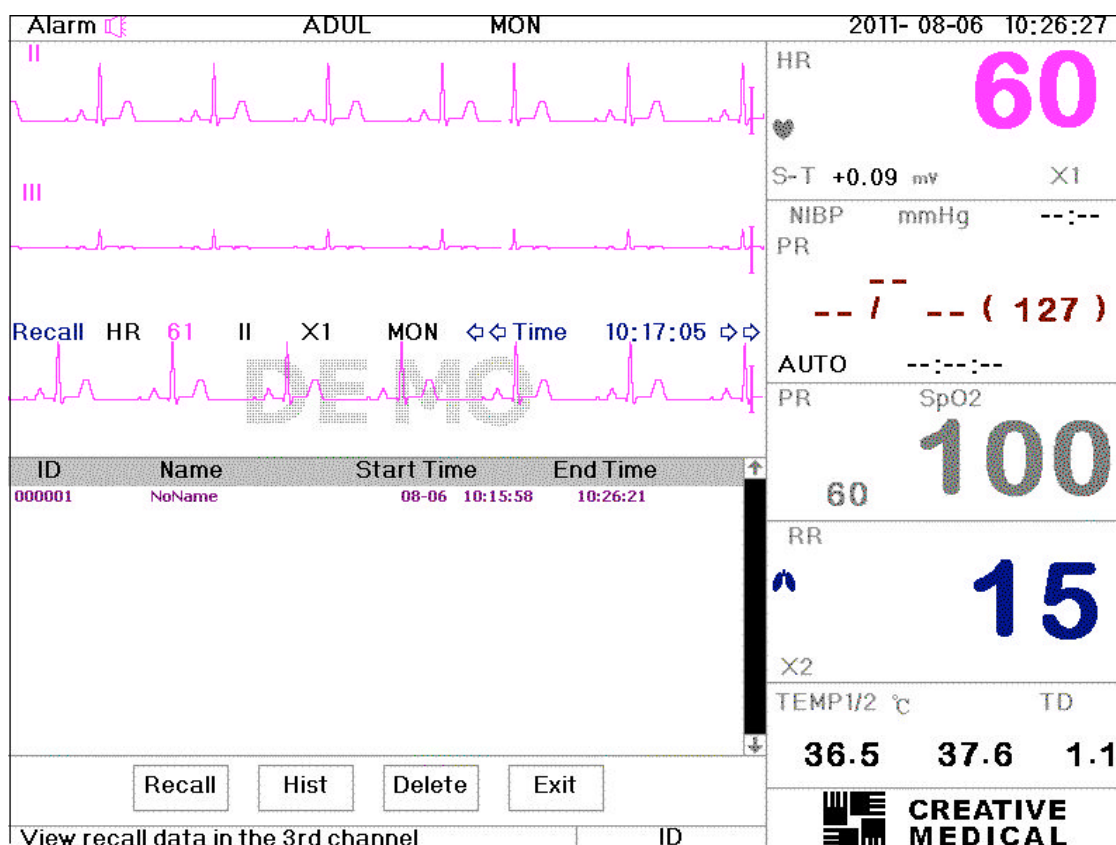 Alarm ADUL MON 2011- 08-06 10:26:27
II
III
Recall HR 61 II X1 MON Time 10:17:05
DEMO
ID Name Start Time End Time
000001 NoName 08-06 10:15:58 10:26:21
Recall Hist Delete Exit
View recall data in the 3rd channel ID
HR
60
S-T +0.09 mV X1
NIBP mmHg --:--
PR
-- / -- -- ( 127 )
AUTO --:--:--
PR SpO2
60 100
RR
15
X2
TEMP1/2 °C TD
36.5 37.6 1.1
CREATIVE
MEDICAL